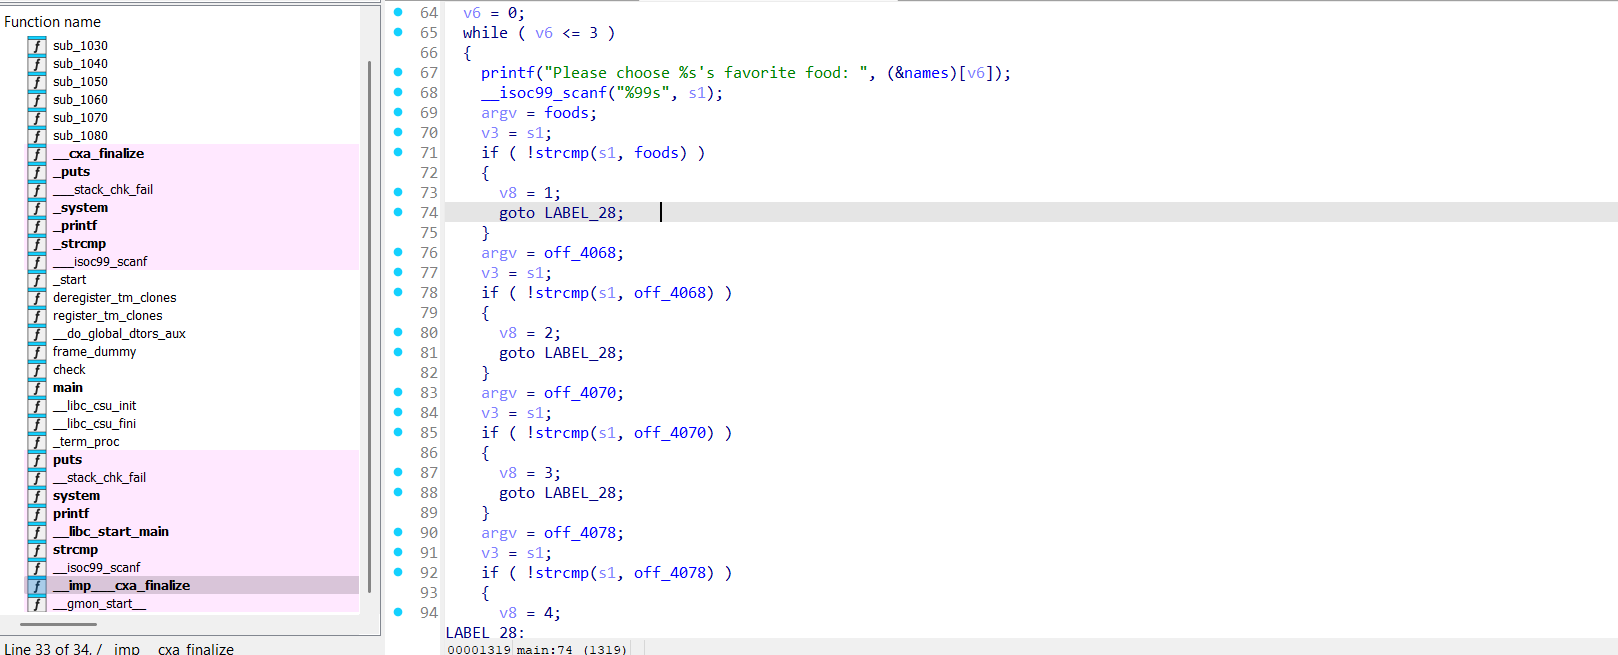 Function name
f sub_1030
f sub_1040
f sub_1050
f sub_1060
f sub_1070
f sub_1080
f __cxa_finalize
f _puts
f ___stack_chk_fail
f _system
f _printf
f _strcmp
f ___isoc99_scanf
f _start
f deregister_tm_clones
f register_tm_clones
f __do_global_dtors_aux
f frame_dummy
f check
f main
f __libc_csu_init
f __libc_csu_fini
f _term_proc
f puts
f __stack_chk_fail
f system
f printf
f __libc_start_main
f strcmp
f __isoc99_scanf
f __imp___cxa_finalize
f __gmon_start__
Line 33 of 34, /__imp___cxa_finalize
64 v6 = 0;
65 while ( v6 <= 3 )
66 {
67 printf("Please choose %s's favorite food: ", (&names)[v6]);
68 __isoc99_scanf("%99s", s1);
69 argv = foods;
70 v3 = s1;
71 if ( !strcmp(s1, foods) )
72 {
73 v8 = 1;
74 goto LABEL_28;
75 }
76 argv = off_4068;
77 v3 = s1;
78 if ( !strcmp(s1, off_4068) )
79 {
80 v8 = 2;
81 goto LABEL_28;
82 }
83 argv = off_4070;
84 v3 = s1;
85 if ( !strcmp(s1, off_4070) )
86 {
87 v8 = 3;
88 goto LABEL_28;
89 }
90 argv = off_4078;
91 v3 = s1;
92 if ( !strcmp(s1, off_4078) )
93 {
94 v8 = 4;
LABEL_28:
00001319 main:74 (1319)